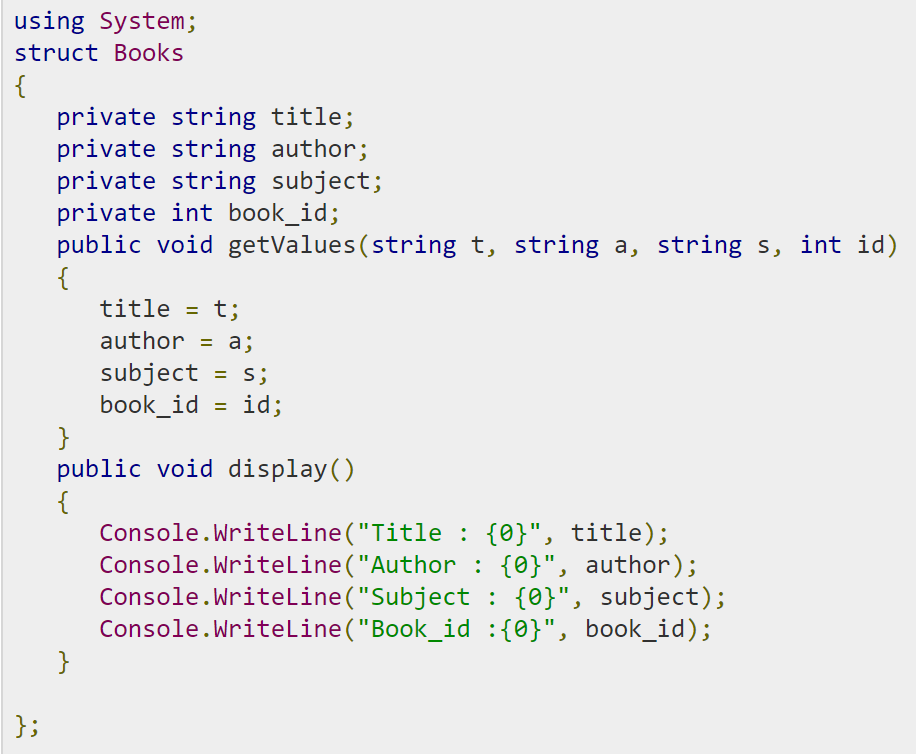 using System;
struct Books
{
   private string title;
   private string author;
   private string subject;
   private int book_id;
   public void getValues(string t, string a, string s, int id)
   {
      title = t;
      author = a;
      subject = s;
      book_id = id;
   }
   public void display()
   {
      Console.WriteLine("Title : {0}", title);
      Console.WriteLine("Author : {0}", author);
      Console.WriteLine("Subject : {0}", subject);
      Console.WriteLine("Book_id :{0}", book_id);
   }

};